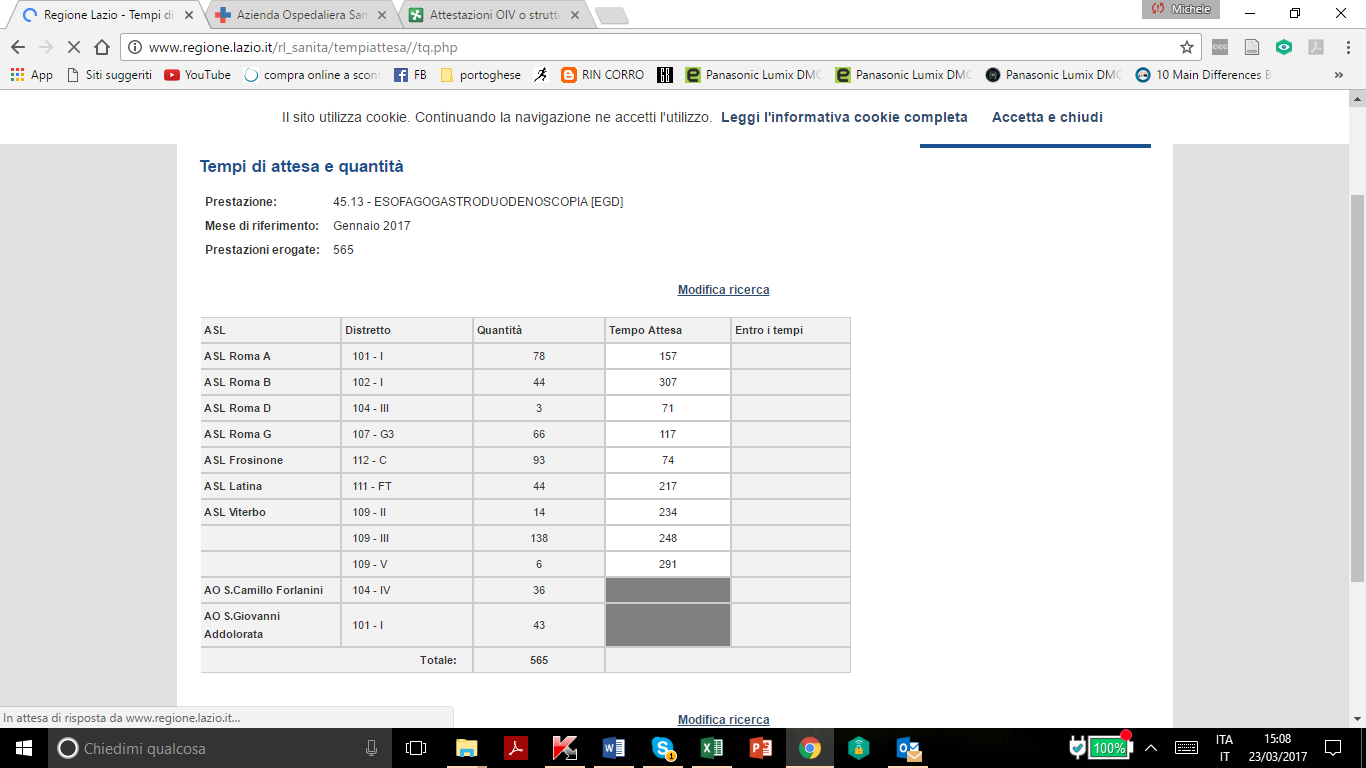 Regione Lazio - Tempi di
Azienda Ospedaliera San
Attestazioni OIV o struttu
Michele
www.regione.lazio.it/rl_sanita/tempiattesa//tq.php
App Siti suggeriti YouTube compra online a scont FB portoghese RIN CORRO Panasonic Lumix DMC Panasonic Lumix DMC Panasonic Lumix DMC 10 Main Differences B
Il sito utilizza cookie. Continuando la navigazione ne accetti l'utilizzo. Leggi l'informativa cookie completa Accetta e chiudi
Tempi di attesa e quantità
Prestazione: 45.13 - ESOFAGOGASTRODUODENOSCOPIA [EGD]
Mese di riferimento: Gennaio 2017
Prestazioni erogate: 565
Modifica ricerca
ASL Distretto Quantità Tempo Attesa Entro i tempi
ASL Roma A 101 - I 78 157
ASL Roma B 102 - I 44 307
ASL Roma D 104 - III 3 71
ASL Roma G 107 - G3 66 117
ASL Frosinone 112 - C 93 74
ASL Latina 111 - FT 44 217
ASL Viterbo 109 - II 14 234
109 - III 138 248
109 - V 6 291
AO S.Camillo Forlanini 104 - IV 36
AO S.Giovanni
Addolorata 101 - I 43
Totale: 565
In attesa di risposta da www.regione.lazio.it...
Modifica ricerca
Chiedimi qualcosa
100%
ITA
IT
15:08
23/03/2017